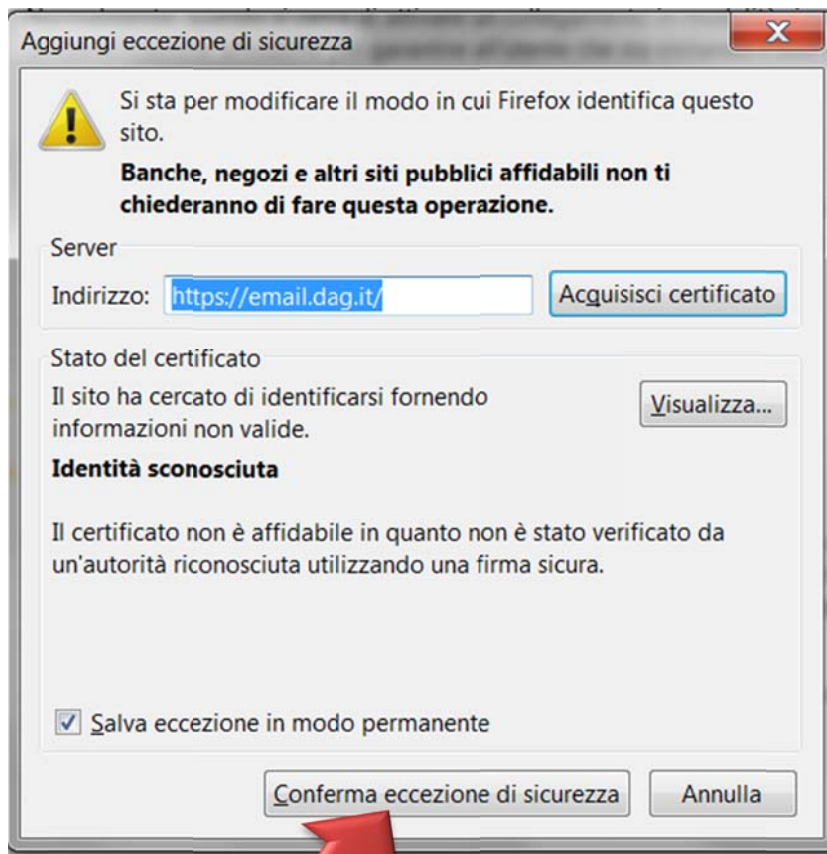 Aggiungi eccezione di sicurezza
Si sta per modificare il modo in cui Firefox identifica questo
sito.
Banche, negozi e altri siti pubblici affidabili non ti
chiederanno di fare questa operazione.
Server
Indirizzo: https://email.dag.it/ Acquisisci certificato
Stato del certificato
Il sito ha cercato di identificarsi fornendo
informazioni non valide.
Visualizza...
Identità sconosciuta
Il certificato non è affidabile in quanto non è stato verificato da
un'autorità riconosciuta utilizzando una firma sicura.
Salva eccezione in modo permanente
Conferma eccezione di sicurezza Annulla